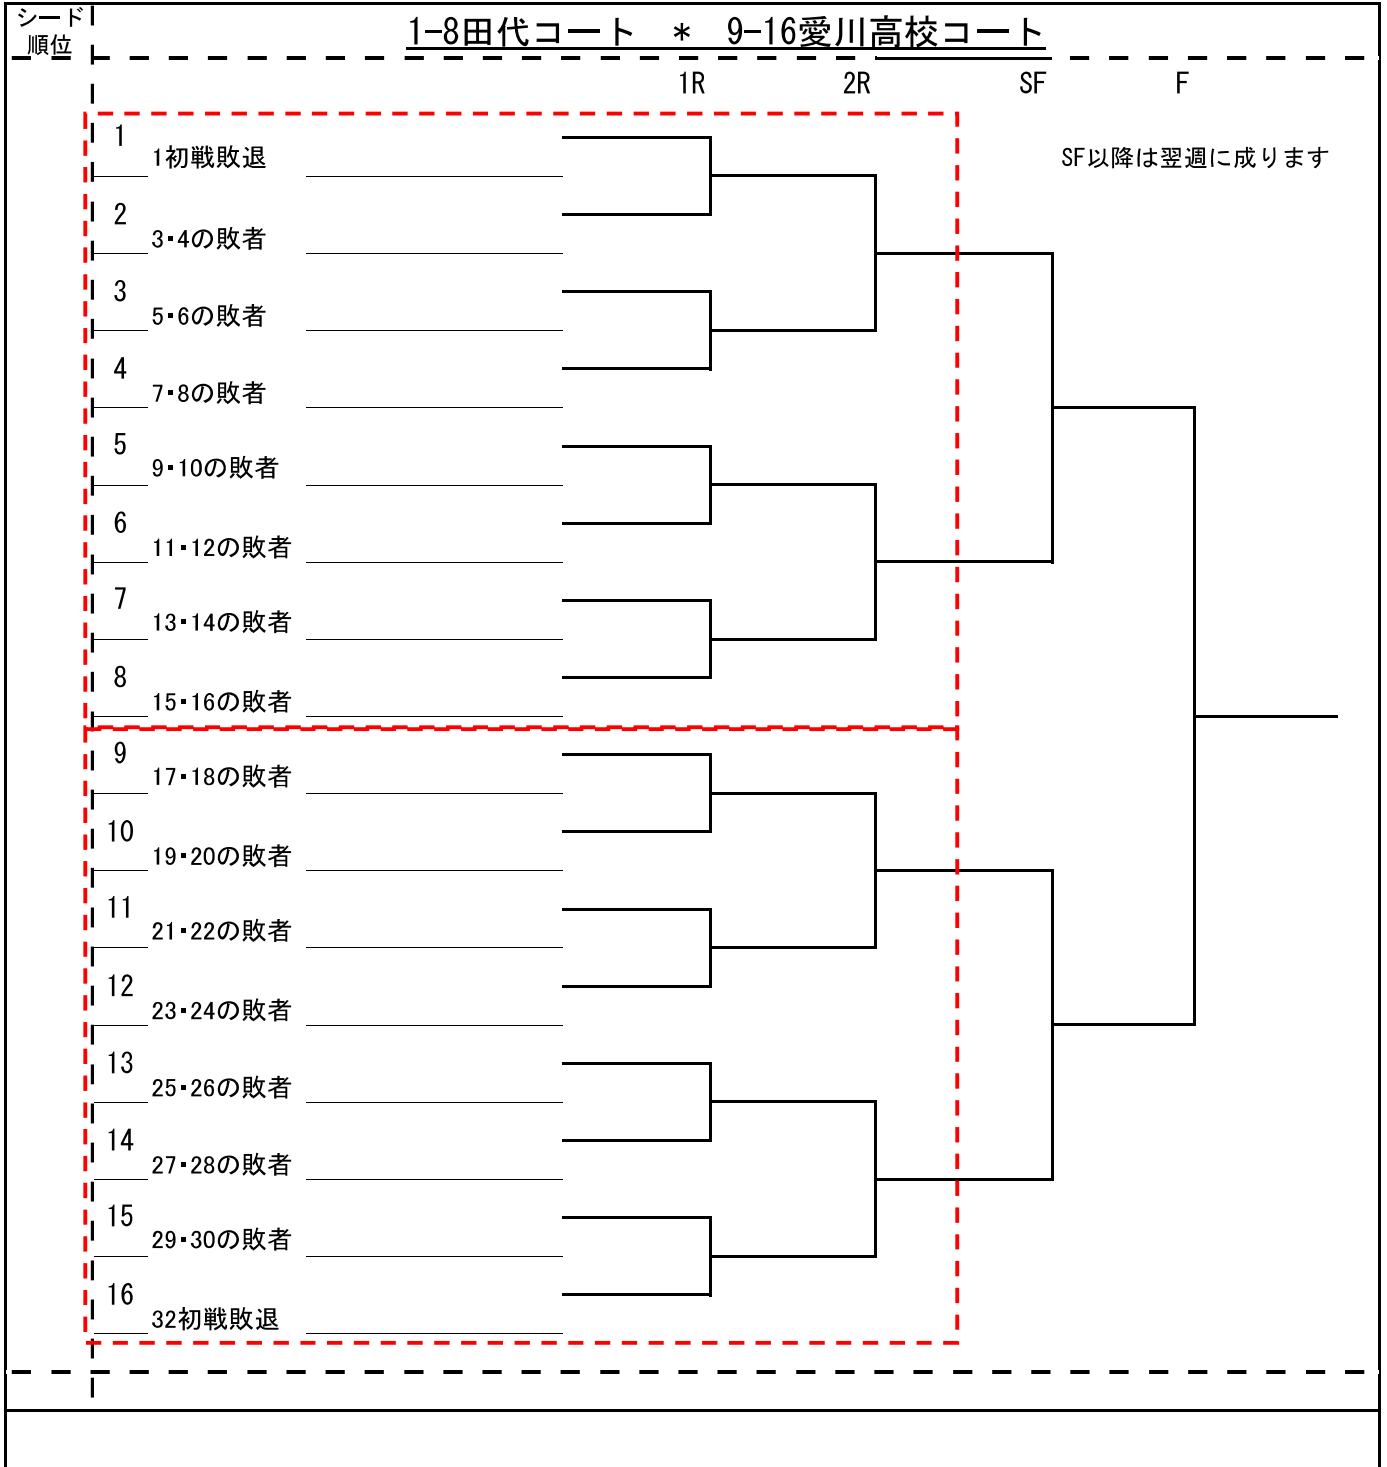 シード
順位
1-8田代コート ＊ 9-16愛川高校コート
1R 2R SF F
SF以降は翌週に成ります
1
1初戦敗退
2
3・4の敗者
3
5・6の敗者
4
7・8の敗者
5
9・10の敗者
6
11・12の敗者
7
13・14の敗者
8
15・16の敗者
9
17・18の敗者
10
19・20の敗者
11
21・22の敗者
12
23・24の敗者
13
25・26の敗者
14
27・28の敗者
15
29・30の敗者
16
32初戦敗退